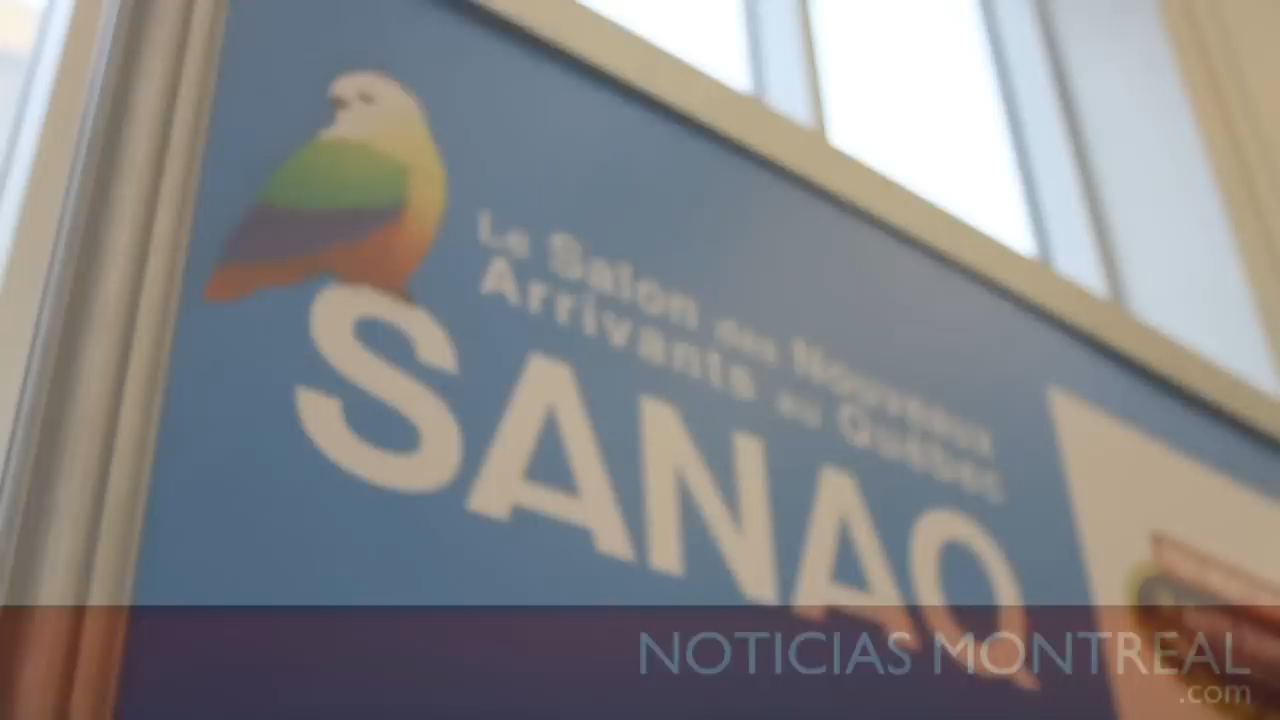 Le Salon des Nouveaux
Arrivants au Québec
SANAQ
NOTICIAS MONTREAL
.com